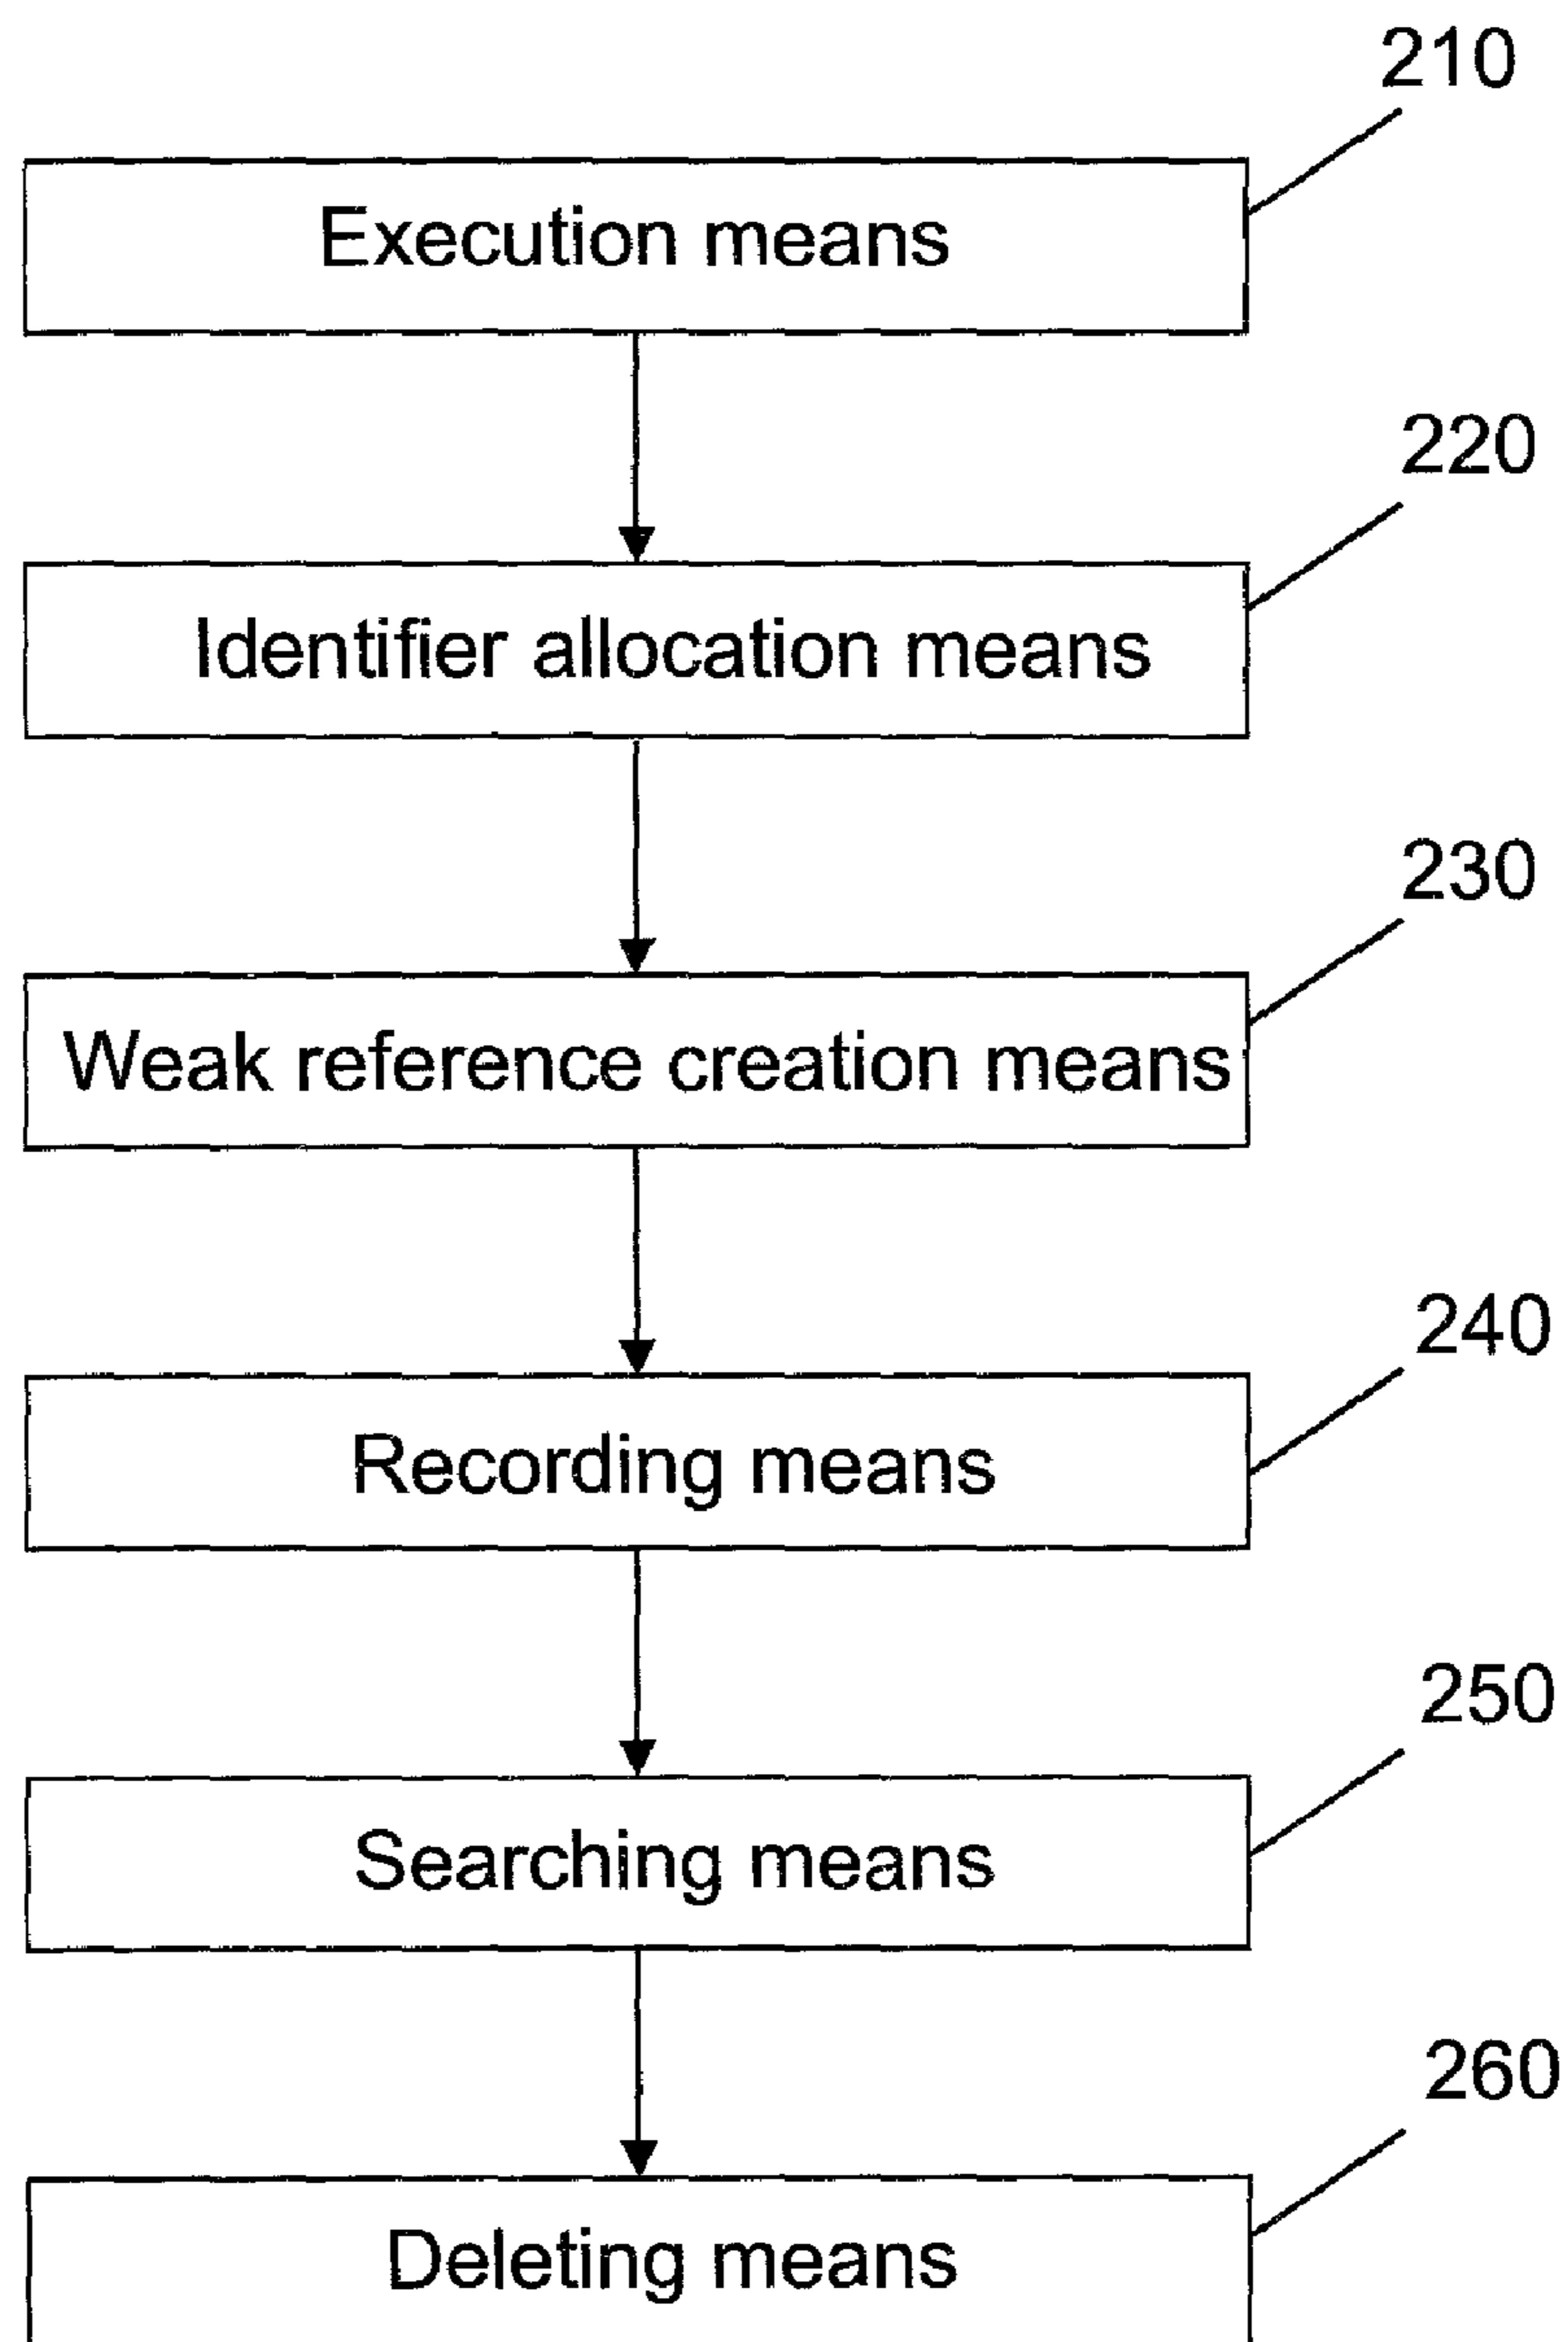 210
Execution means
220
Identifier allocation means
230
Weak reference creation means
240
Recording means
250
Searching means
260
Deleting means